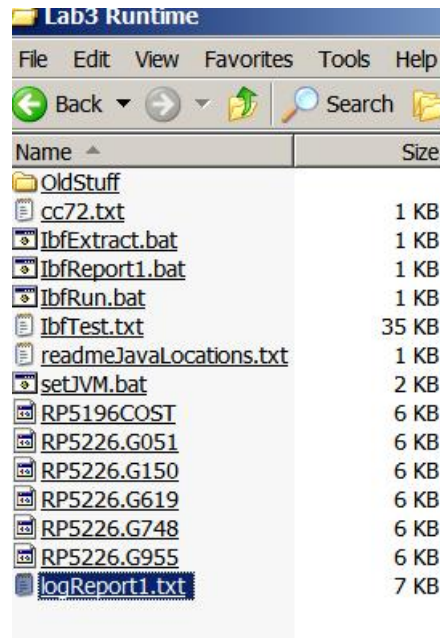 Lab3 Runtime
File Edit View Favorites Tools Help
Back Search
Name Size
OldStuff
cc72.txt 1 KB
IbfExtract.bat 1 KB
IbfReport1.bat 1 KB
IbfRun.bat 1 KB
IbfTest.txt 35 KB
readmeJavaLocations.txt 1 KB
setJVM.bat 2 KB
RP5196COST 6 KB
RP5226.G051 6 KB
RP5226.G150 6 KB
RP5226.G619 6 KB
RP5226.G748 6 KB
RP5226.G955 6 KB
logReport1.txt 7 KB